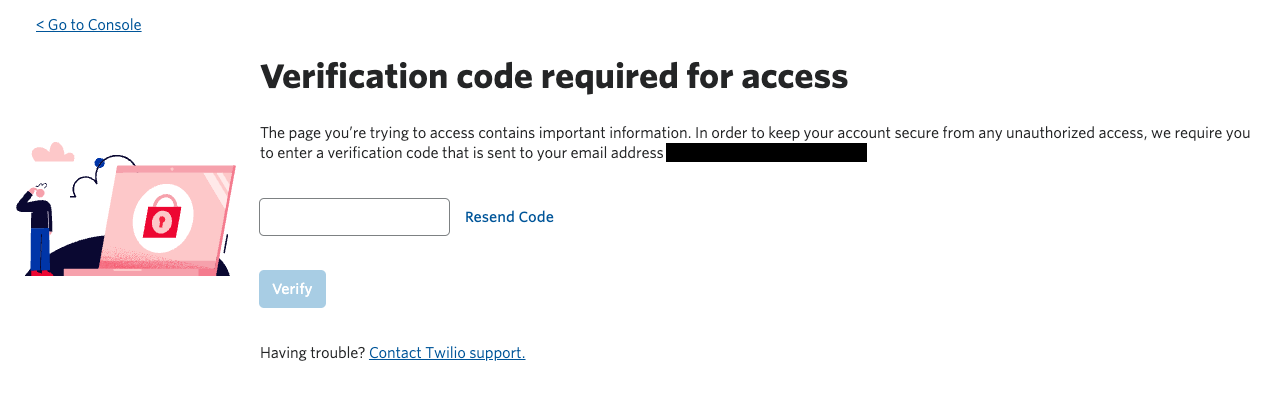 < Go to Console
Verification code required for access
The page you're trying to access contains important information. In order to keep your account secure from any unauthorized access, we require you
to enter a verification code that is sent to your email address
Resend Code
Verify
Having trouble? Contact Twilio support.